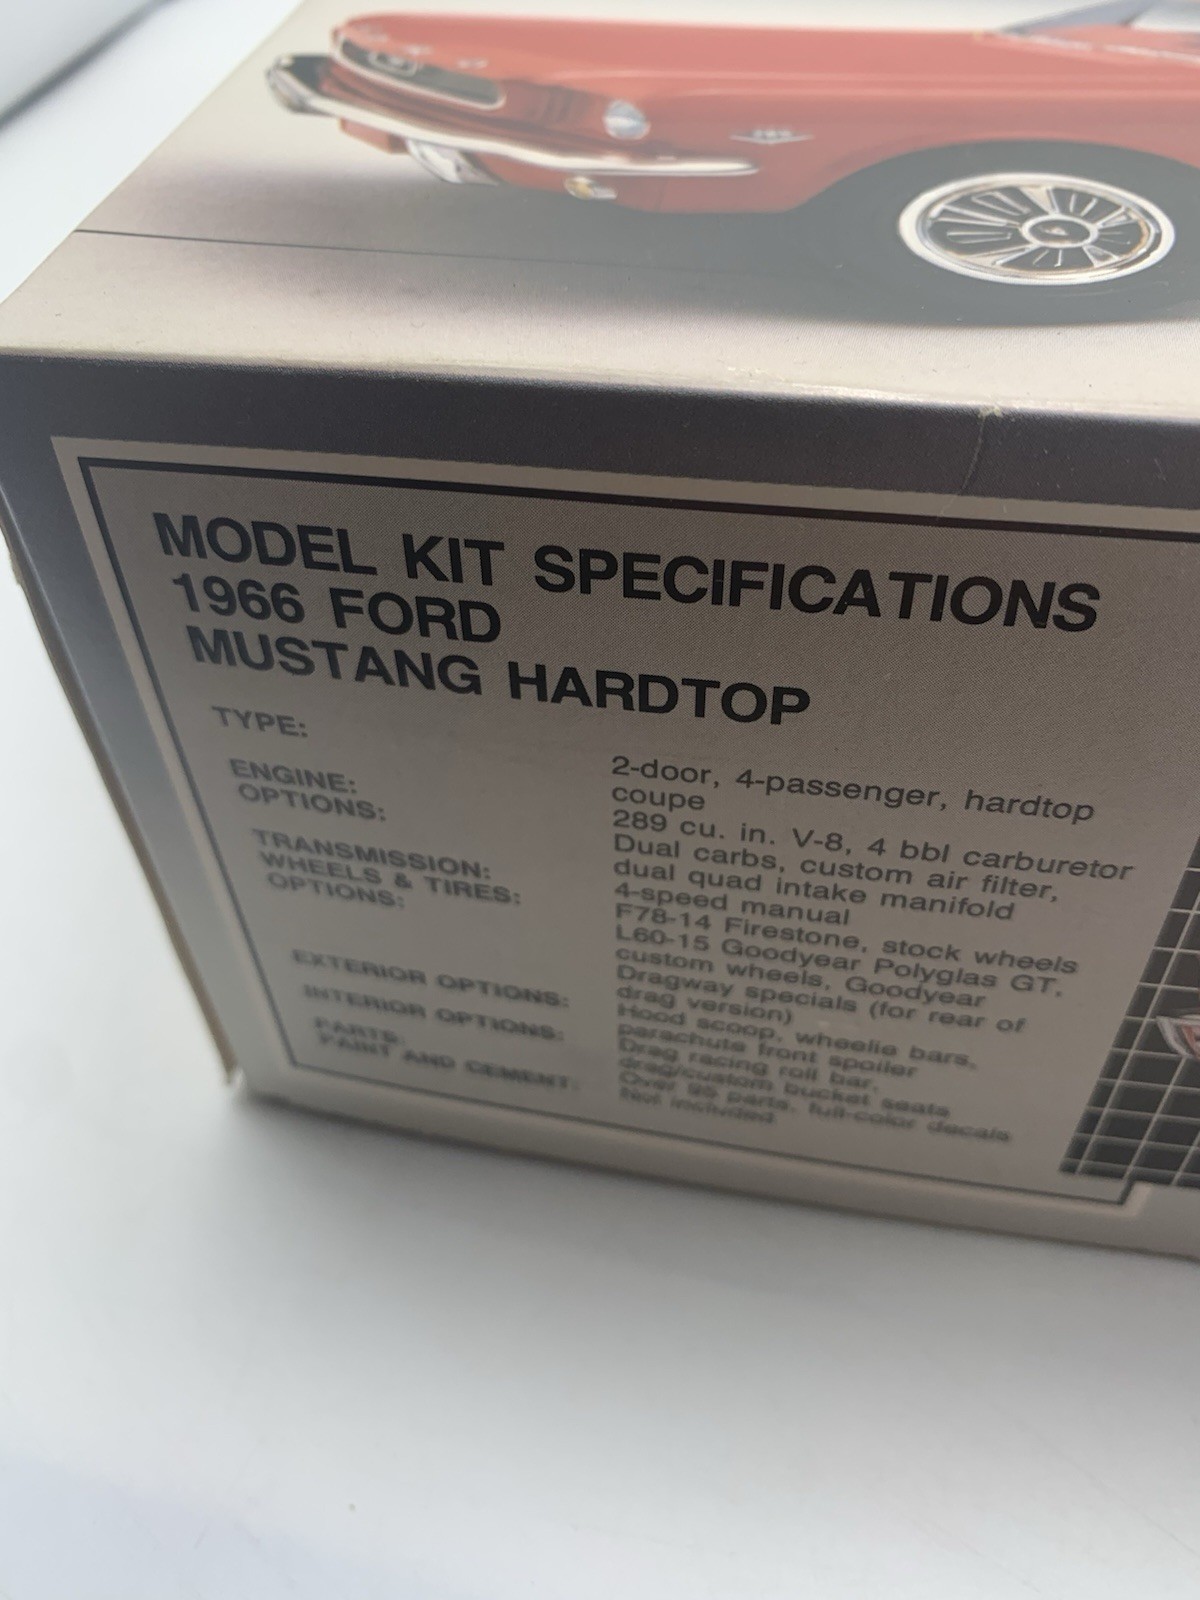 289
MODEL KIT SPECIFICATIONS
1966 FORD
MUSTANG HARDTOP
TYPE:
2-door, 4-passenger, hardtop
coupe
ENGINE:
289 cu. in. V-8, 4 bbl carburetor
OPTIONS:
Dual carbs, custom air filter,
dual quad intake manifold
TRANSMISSION:
4-speed manual
WHEELS & TIRES:
F78-14 Firestone, stock wheels
OPTIONS:
L60-15 Goodyear Polyglas GT,
custom wheels, Goodyear
Dragway specials (for rear of
drag version)
EXTERIOR OPTIONS:
Hood scoop, wheelie bars,
parachute front spoiler
INTERIOR OPTIONS:
Drag racing roll bar,
drag/custom bucket seats
PARTS:
Over 95 parts, full-color decals
PAINT AND CEMENT:
Not included